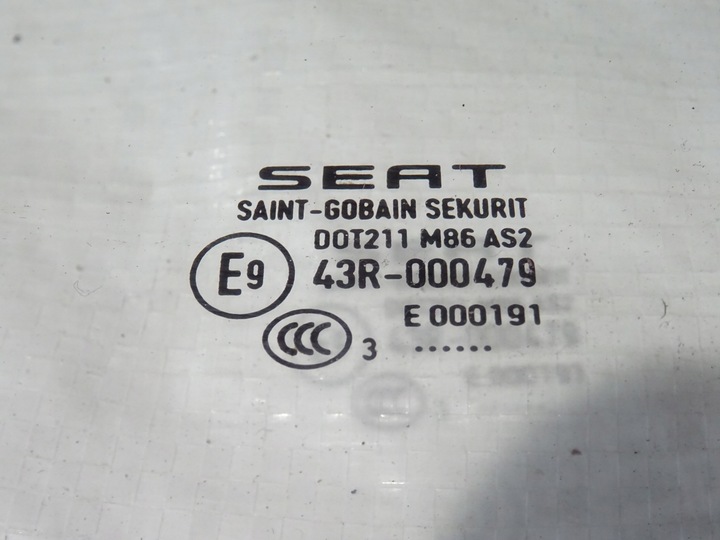 SEAT
SAINT-GOBAIN SEKURIT
DOT211 M86 AS2
E9 43R-000479
E 000191
CCC 3 ......